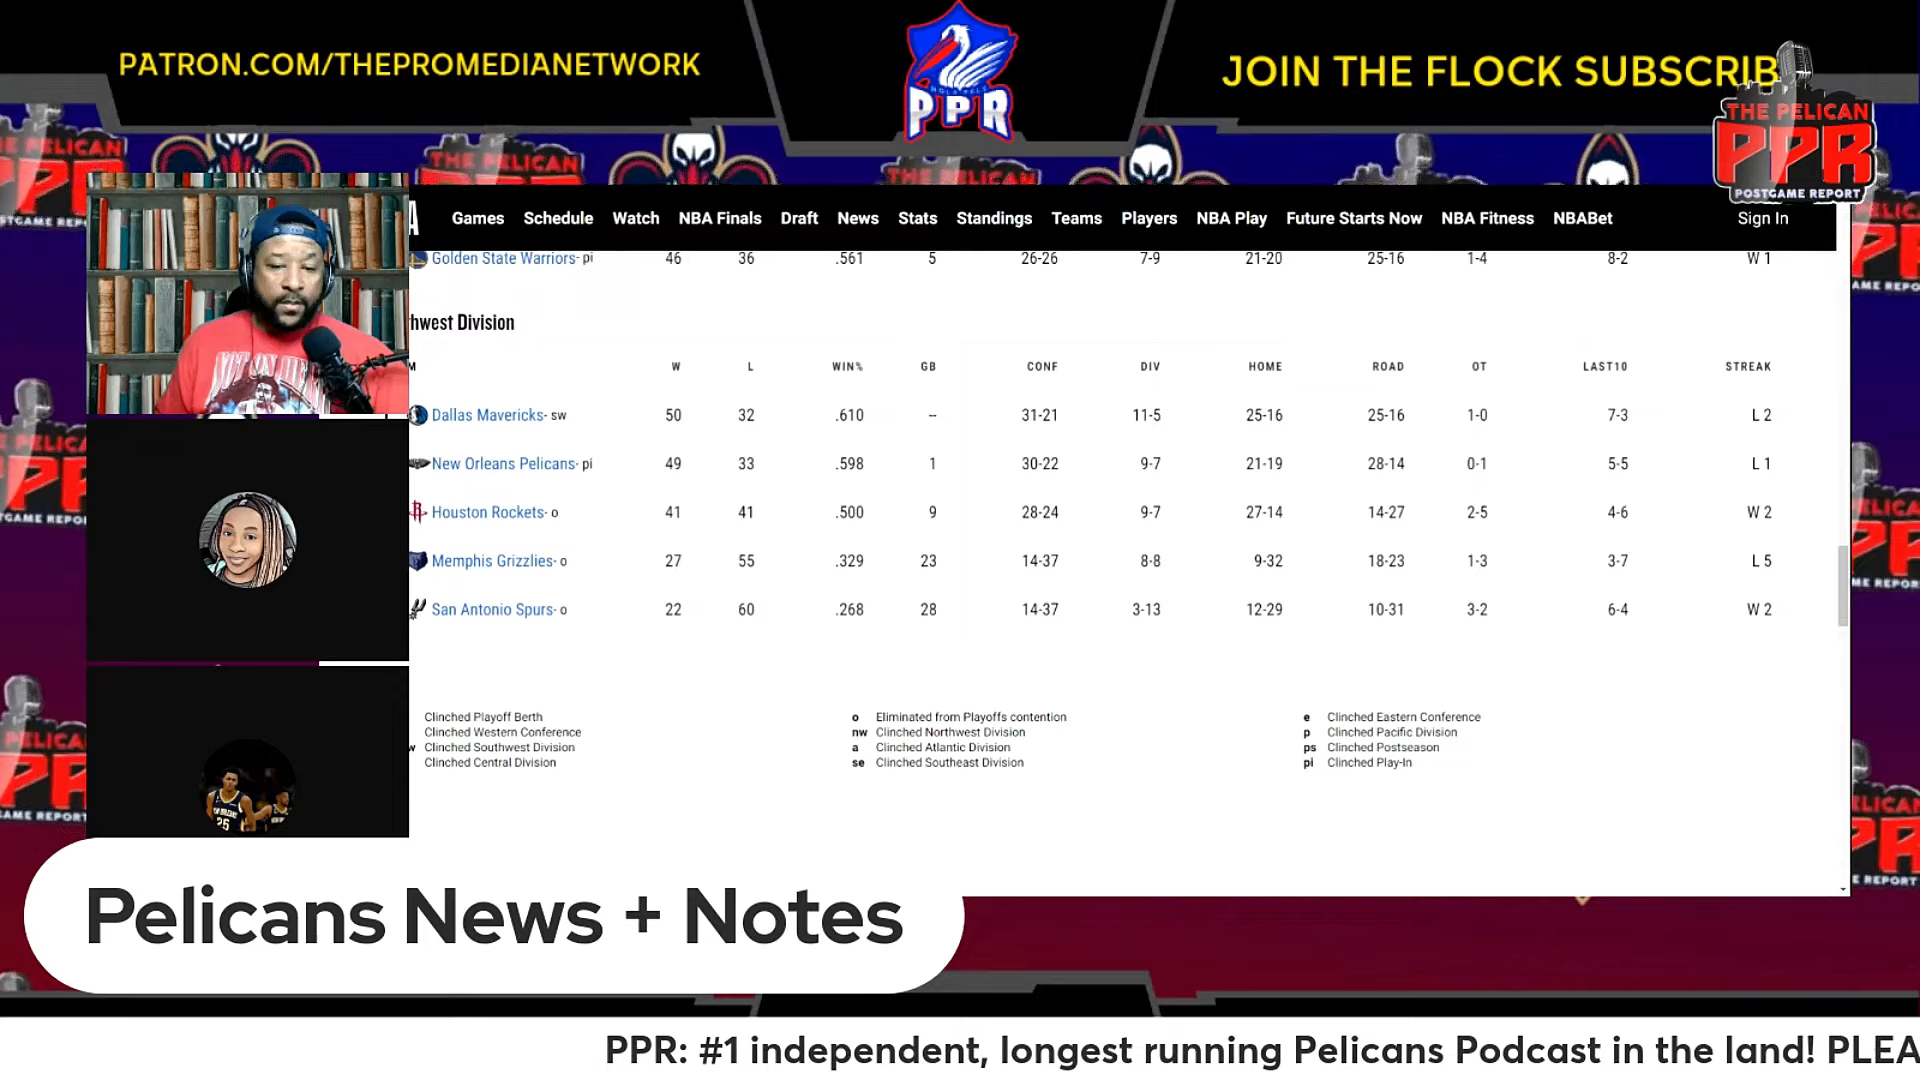 PATRON.COM/THEPROMEDIANETWORK
JOIN THE FLOCK SUBSCRIB
PPR
THE PELICAN
PPR
POSTGAME REPORT
A Games Schedule Watch NBA Finals Draft News Stats Standings Teams Players NBA Play Future Starts Now NBA Fitness NBABet Sign In
Golden State Warriors- pi 46 36 .561 5 26-26 7-9 21-20 25-16 1-4 8-2 W 1
hwest Division
M W L WIN% GB CONF DIV HOME ROAD OT LAST10 STREAK
Dallas Mavericks- sw 50 32 .610 -- 31-21 11-5 25-16 25-16 1-0 7-3 L 2
New Orleans Pelicans- pi 49 33 .598 1 30-22 9-7 21-19 28-14 0-1 5-5 L 1
Houston Rockets- o 41 41 .500 9 28-24 9-7 27-14 14-27 2-5 4-6 W 2
Memphis Grizzlies- o 27 55 .329 23 14-37 8-8 9-32 18-23 1-3 3-7 L 5
San Antonio Spurs- o 22 60 .268 28 14-37 3-13 12-29 10-31 3-2 6-4 W 2
Clinched Playoff Berth o Eliminated from Playoffs contention e Clinched Eastern Conference
Clinched Western Conference nw Clinched Northwest Division p Clinched Pacific Division
w Clinched Southwest Division a Clinched Atlantic Division ps Clinched Postseason
Clinched Central Division se Clinched Southeast Division pi Clinched Play-In
25
Pelicans News + Notes
PPR: #1 independent, longest running Pelicans Podcast in the land! PLEA